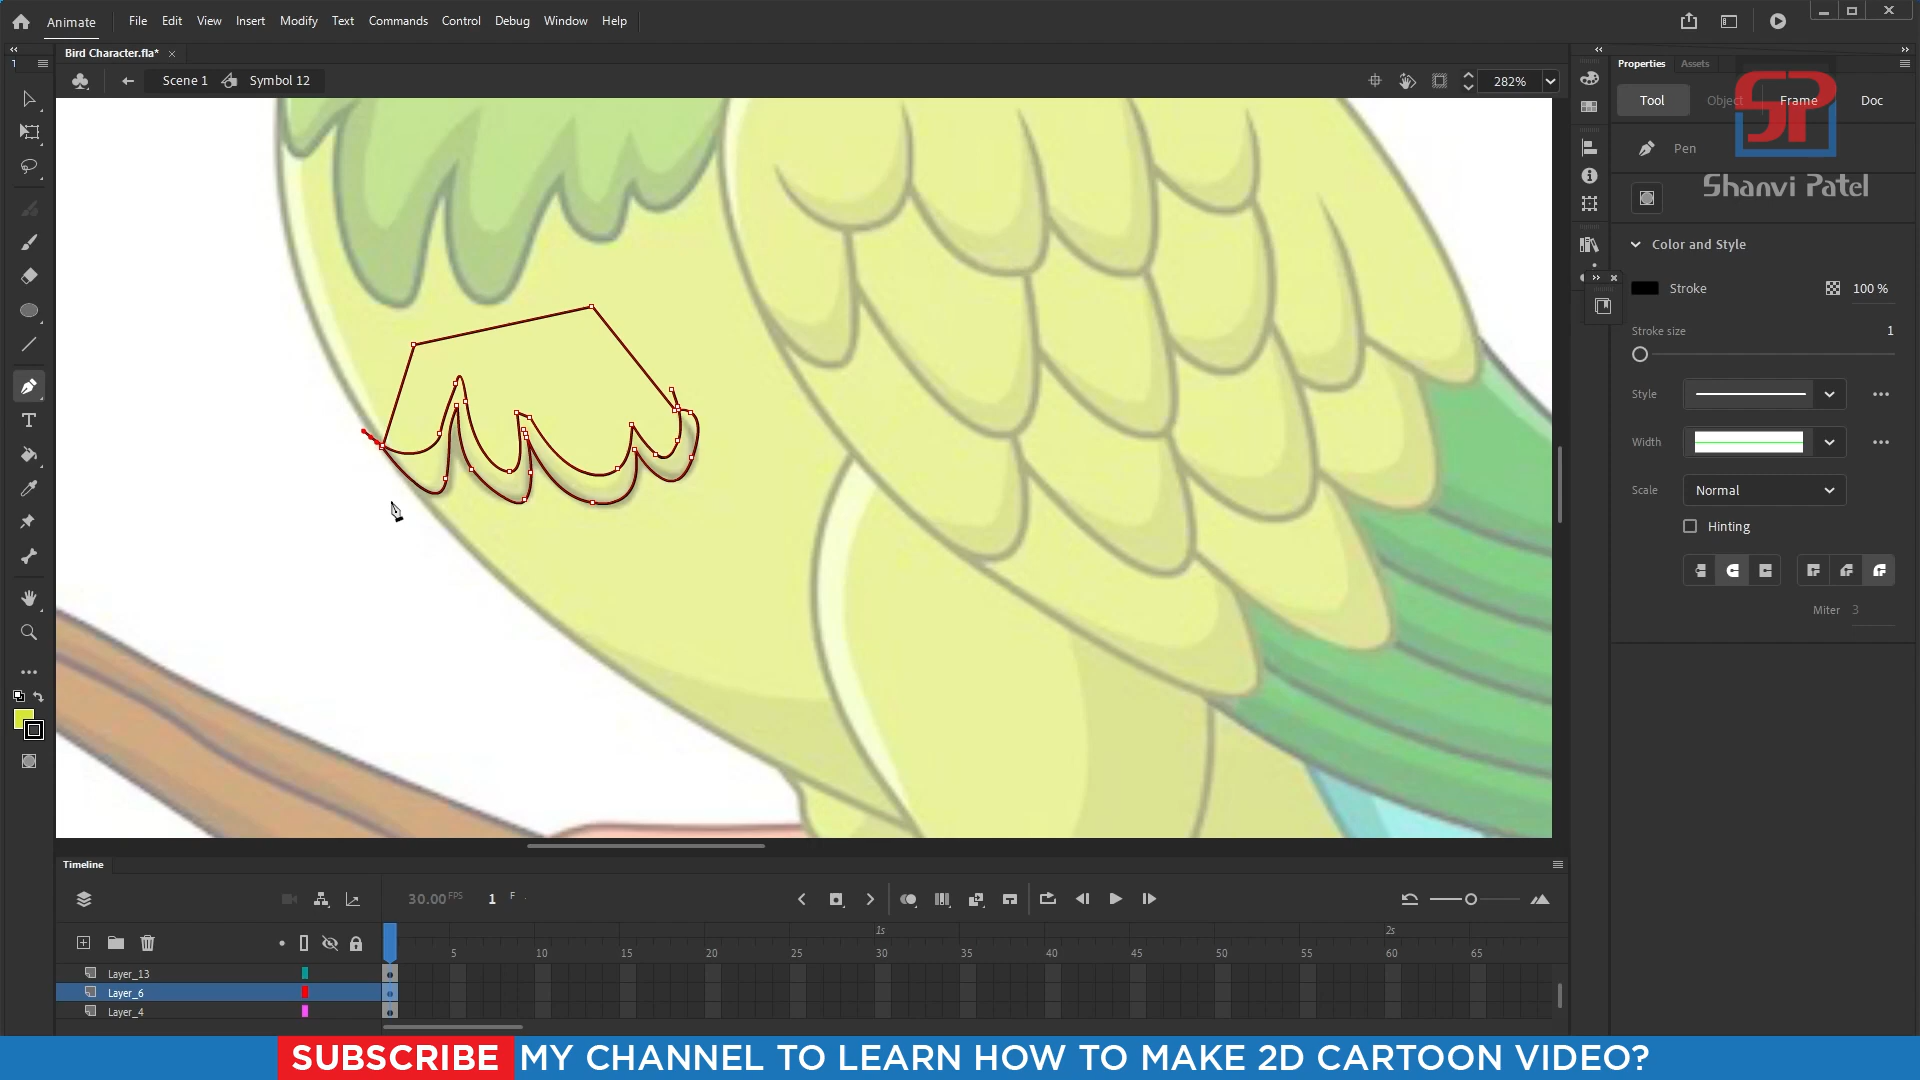 Animate File Edit View Insert Modify Text Commands Control Debug Window Help
Bird Character.fla*
Scene 1 Symbol 12 282%
Properties Assets
Tool Object Frame Doc
SP
Pen
Shanvi Patel
Color and Style
Stroke 100 %
Stroke size 1
Style
Width
Scale Normal
Hinting
Miter 3
Timeline
30.00 FPS 1 F
1s 2s
5 10 15 20 25 30 35 40 45 50 55 60 65
Layer_13
Layer_6
Layer_4
SUBSCRIBE MY CHANNEL TO LEARN HOW TO MAKE 2D CARTOON VIDEO?